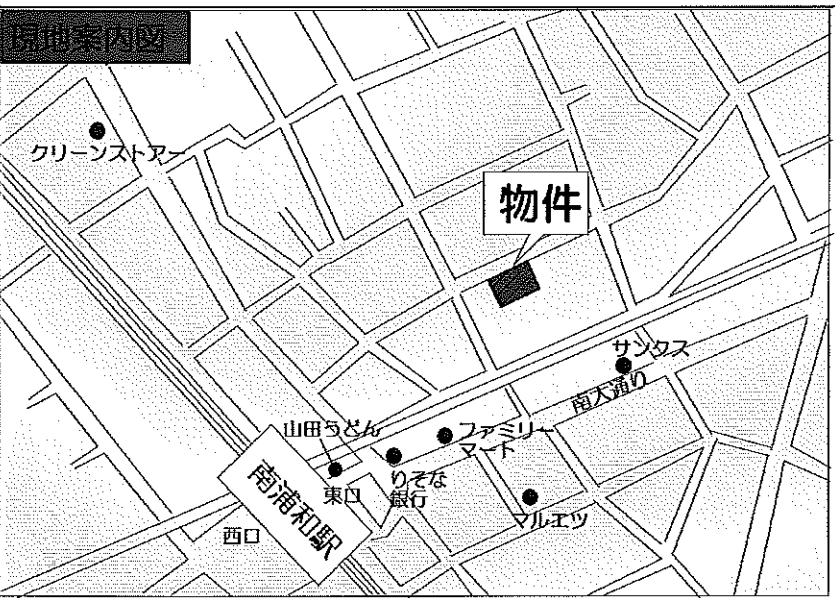 現地案内図
クリーンストアー
物件
サンクス
南大通り
山田うどん
ファミリー
マート
りそな
銀行
東口
南浦和駅
マルエツ
西口